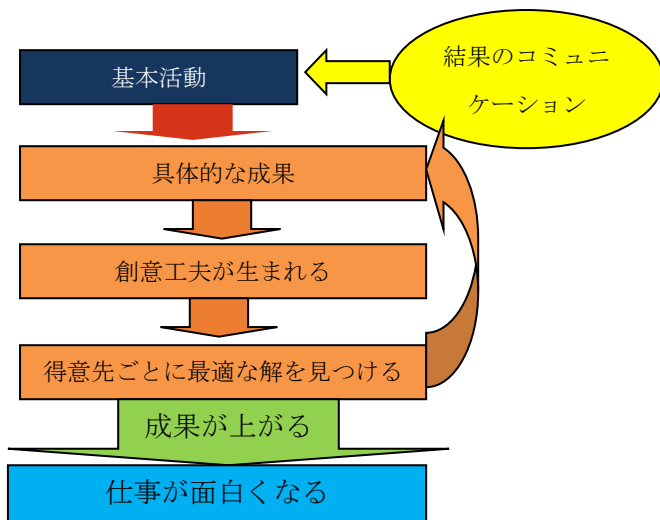 結果のコミュニ
ケーション
基本活動
具体的な成果
創意工夫が生まれる
得意先ごとに最適な解を見つける
成果が上がる
仕事が面白くなる